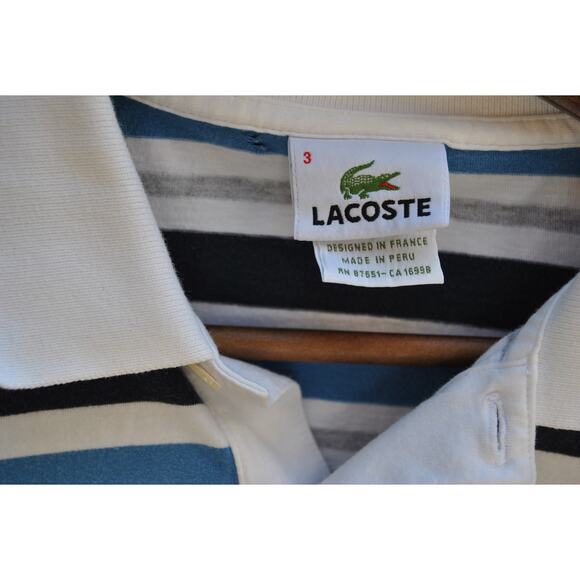 3
LACOSTE
DESIGNED IN FRANCE
MADE IN PERU
RN 87651- CA 16998